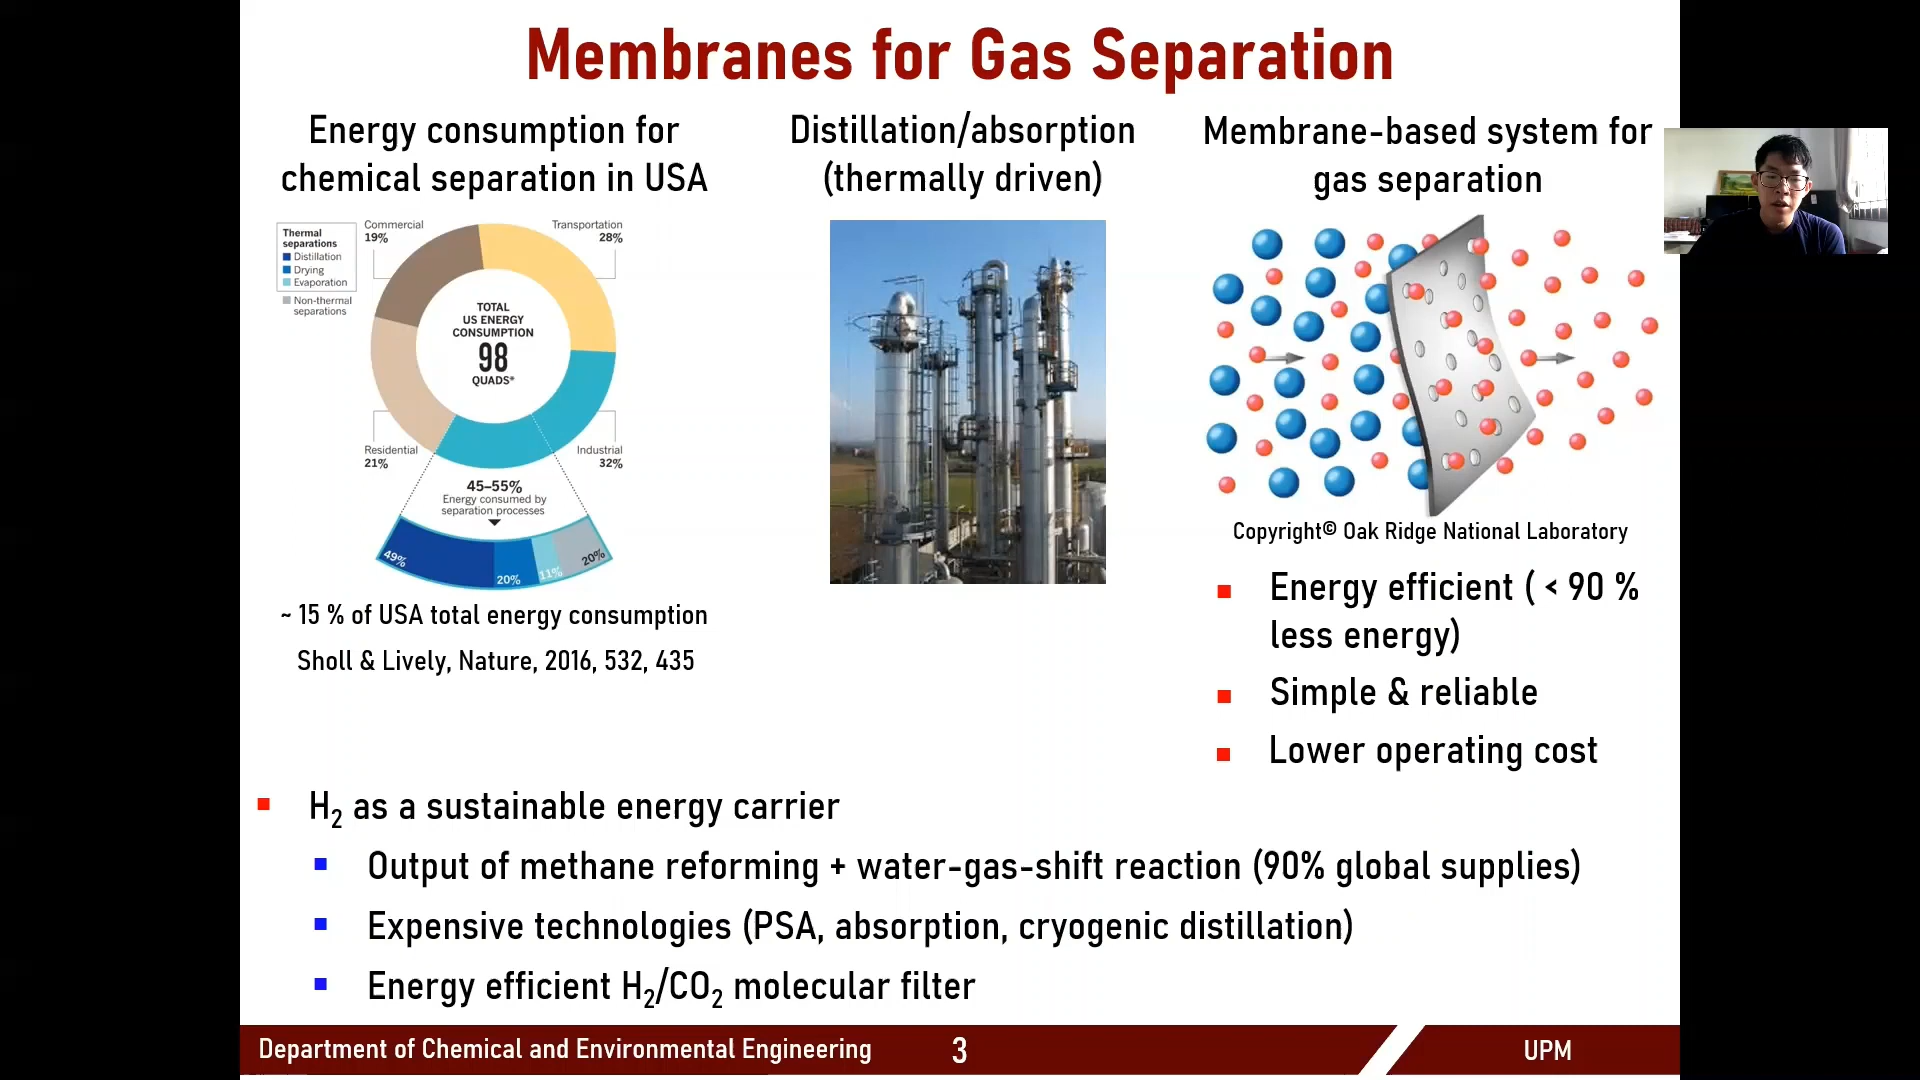 Membranes for Gas Separation
Energy consumption for
chemical separation in USA
Thermal
separations
Distillation
Drying
Evaporation
Non-thermal
separations
Commercial
19%
Transportation
28%
TOTAL
US ENERGY
CONSUMPTION
98
QUADS*
Residential
21%
Industrial
32%
45–55%
Energy consumed by
separation processes
49%
20%
11%
20%
~ 15 % of USA total energy consumption
Sholl & Lively, Nature, 2016, 532, 435
Distillation/absorption
(thermally driven)
Membrane-based system for
gas separation
Copyright© Oak Ridge National Laboratory
Energy efficient ( < 90 %
less energy)
Simple & reliable
Lower operating cost
H₂ as a sustainable energy carrier
Output of methane reforming + water-gas-shift reaction (90% global supplies)
Expensive technologies (PSA, absorption, cryogenic distillation)
Energy efficient H₂/CO₂ molecular filter
Department of Chemical and Environmental Engineering
3
UPM